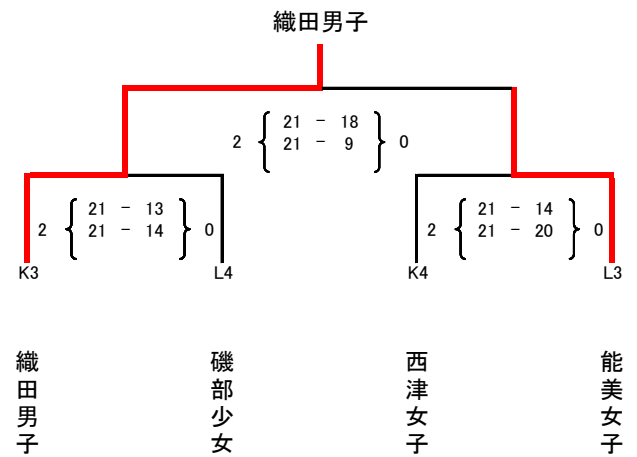 織田男子
21 - 18
2 { } 0
21 - 9
21 - 13
2 { } 0
21 - 14
21 - 14
2 { } 0
21 - 20
K3
L4
K4
L3
織田男子
磯部少女
西津女子
能美女子